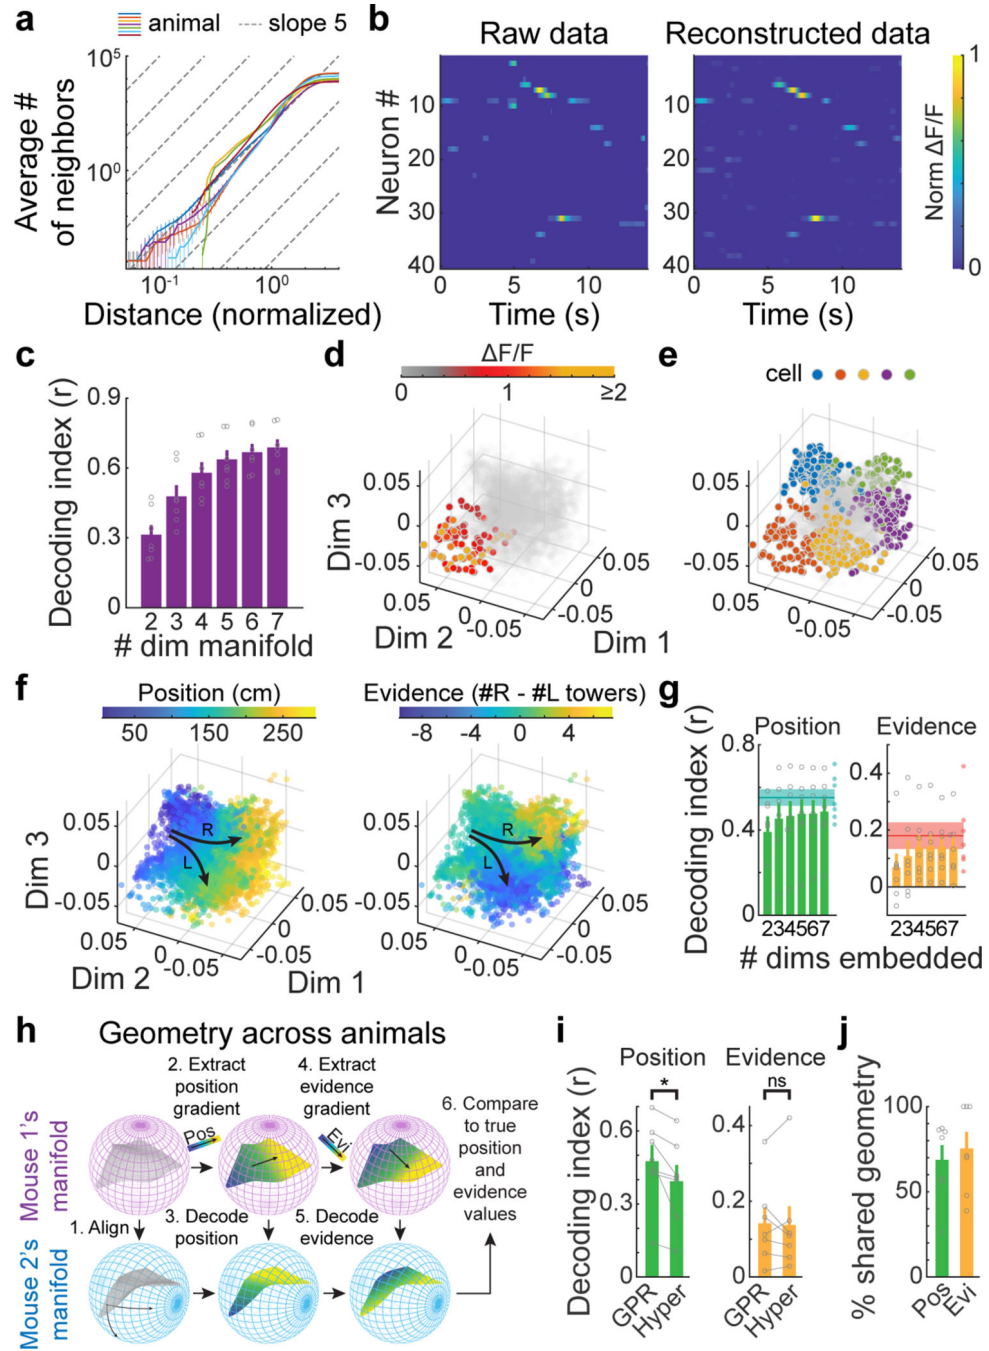 a
animal
slope 5
10^5
10^0
10^-1
10^0
Average #
of neighbors
Distance (normalized)
b
Raw data
Reconstructed data
Neuron #
10
20
30
40
0
5
10
0
5
10
Time (s)
Time (s)
1
0
Norm ΔF/F
c
Decoding index (r)
0.9
0.6
0.3
0
2 3 4 5 6 7
# dim manifold
d
ΔF/F
0
1
≥2
Dim 3
0.05
0
-0.05
0.05
0
-0.05
0.05
0
-0.05
Dim 2
Dim 1
e
cell
0.05
0
-0.05
0.05
0
-0.05
0.05
0
-0.05
f
Position (cm)
50
150
250
R
L
Dim 3
0.05
0
-0.05
0.05
0
-0.05
0.05
0
-0.05
Dim 2
Dim 1
Evidence (#R - #L towers)
-8
-4
0
4
R
L
0.05
0
-0.05
0.05
0
-0.05
0.05
0
-0.05
g
Position
Evidence
Decoding index (r)
0.8
0.4
0
0.4
0.2
0
234567
234567
# dims embedded
h
Geometry across animals
2. Extract
position
gradient
4. Extract
evidence
gradient
6. Compare
to true
position
and
evidence
values
Pos
Evi
Mouse 1's
manifold
1. Align
3. Decode
position
5. Decode
evidence
Mouse 2's
manifold
i
Position
Evidence
*
ns
Decoding index (r)
0.6
0.3
0
0.4
0.2
0
GPR
Hyper
GPR
Hyper
j
% shared geometry
100
50
0
Pos
Evi